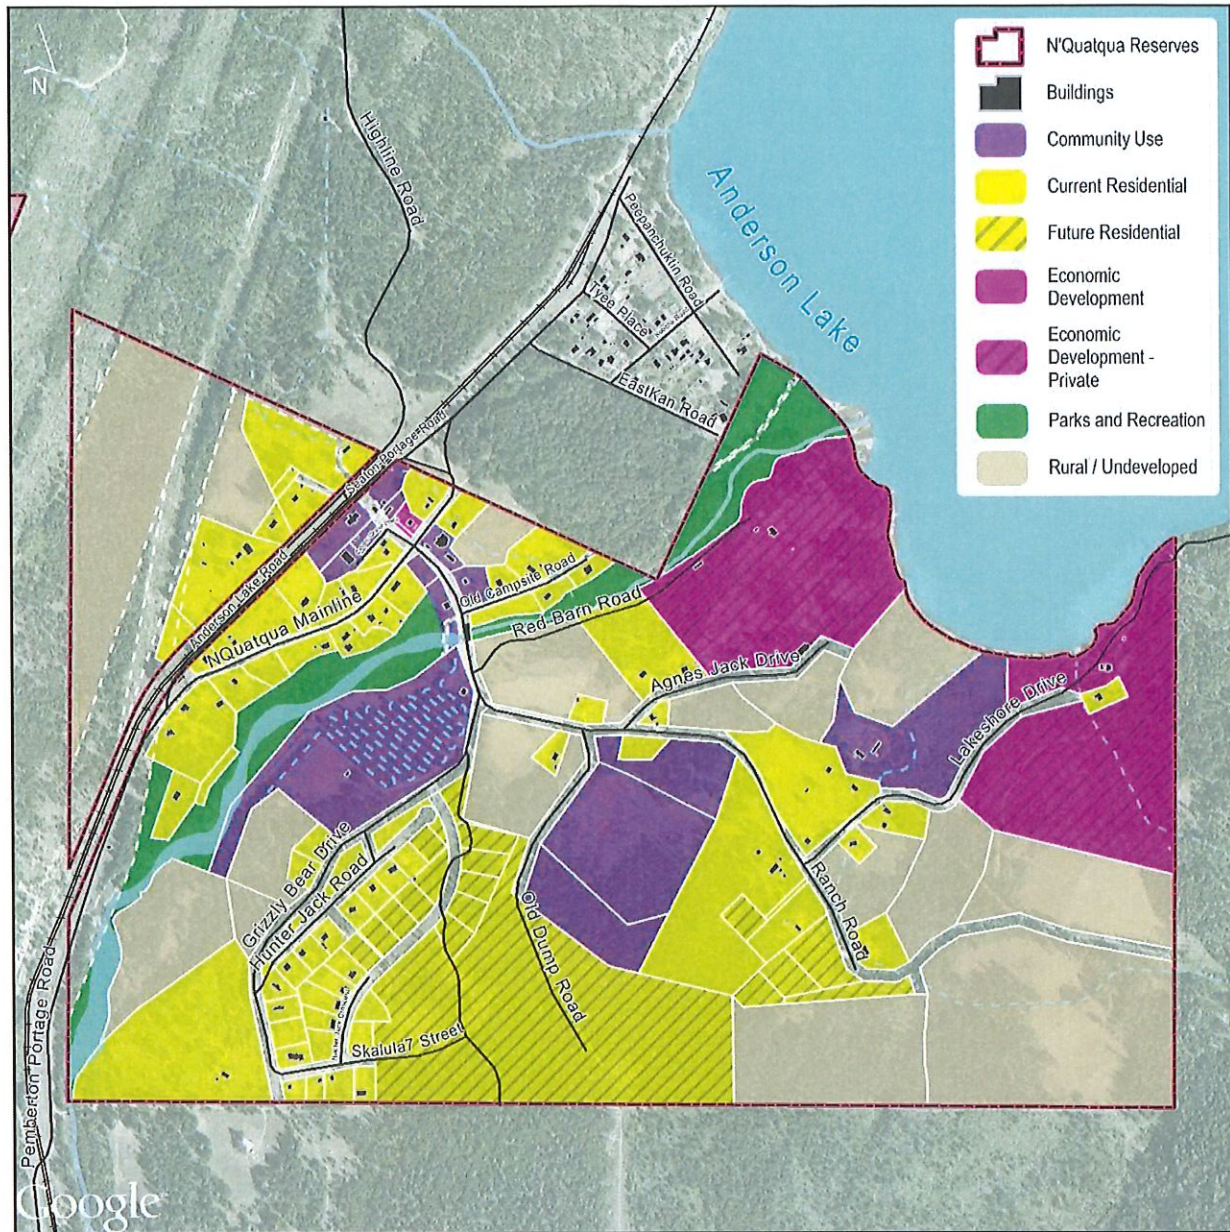 N
N'Quatqua Reserves
Buildings
Community Use
Current Residential
Future Residential
Economic
Development
Economic
Development -
Private
Parks and Recreation
Rural / Undeveloped
Highline Road
Anderson Lake
Peepanchuktin Road
Tyee Place
EastKan Road
Seaton Portage Road
Anderson Lake Road
NQuatqua Mainline
Old Campsite Road
Red Barn Road
Agnes Jack Drive
Lakeshore Drive
Grizzly Bear Drive
Hunter Jack Road
Old Dump Road
Ranch Road
Skalula7 Street
Pemberton Portage Road
Google